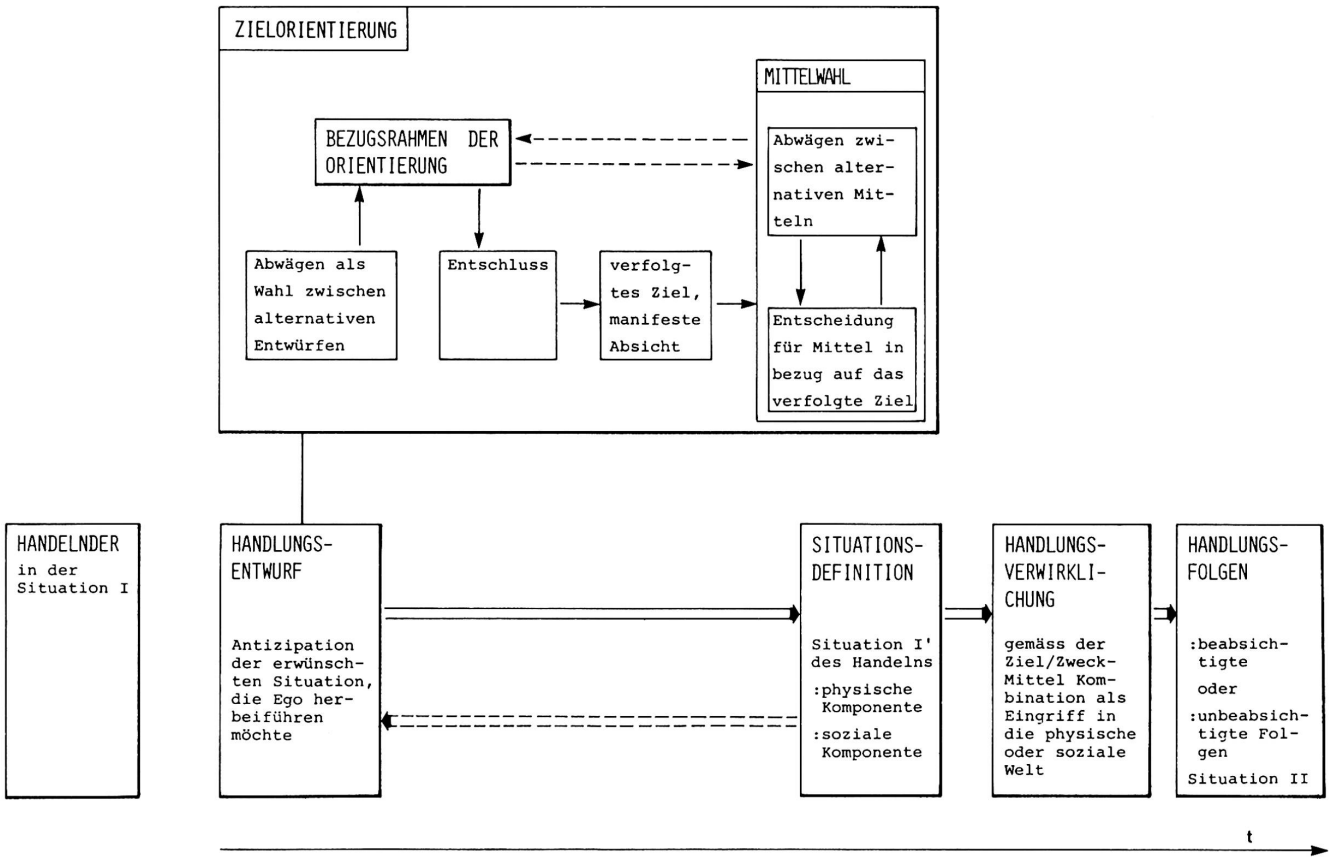 ZIELORIENTIERUNG
MITTELWAHL
BEZUGSRAHMEN DER
ORIENTIERUNG
Abwägen zwi-
schen alter-
nativen Mit-
teln
Abwägen als
Wahl zwischen
alternativen
Entwürfen
Entschluss
verfolg-
tes Ziel,
manifeste
Absicht
Entscheidung
für Mittel in
bezug auf das
verfolgte Ziel
HANDELNDER
in der
Situation I
HANDLUNGS-
ENTWURF
Antizipation
der erwünsch-
ten Situation,
die Ego her-
beiführen
möchte
SITUATIONS-
DEFINITION
Situation I'
des Handelns
:physische
Komponente
:soziale
Komponente
HANDLUNGS-
VERWIRKLI-
CHUNG
gemäss der
Ziel/Zweck-
Mittel Kom-
bination als
Eingriff in
die physische
oder soziale
Welt
HANDLUNGS-
FOLGEN
:beabsich-
tigte
oder
:unbeabsich-
tigte Fol-
gen
Situation II
t